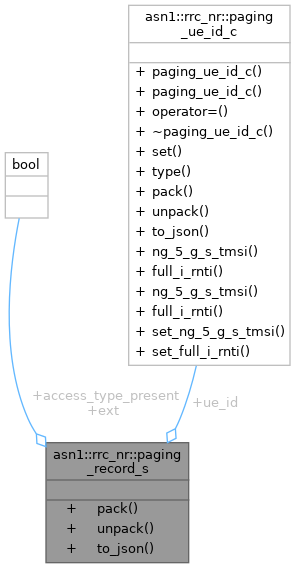 asn1::rrc_nr::paging
_ue_id_c
+ paging_ue_id_c()
+ paging_ue_id_c()
+ operator=()
+ ~paging_ue_id_c()
+ set()
+ type()
+ pack()
+ unpack()
+ to_json()
+ ng_5_g_s_tmsi()
+ full_i_rnti()
+ ng_5_g_s_tmsi()
+ full_i_rnti()
+ set_ng_5_g_s_tmsi()
+ set_full_i_rnti()
bool
+access_type_present
+ext
+ue_id
asn1::rrc_nr::paging
_record_s
+ pack()
+ unpack()
+ to_json()